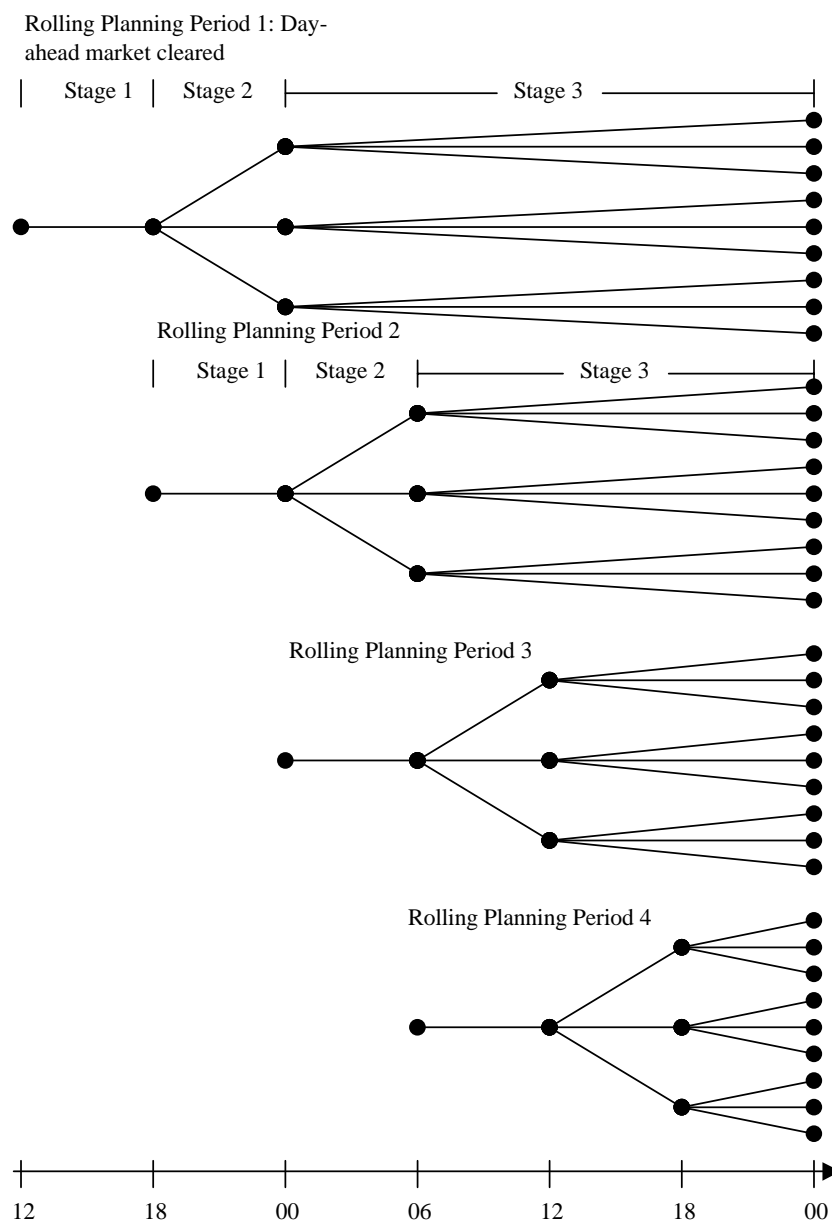 Rolling Planning Period 1: Day-
ahead market cleared
Stage 1 Stage 2 Stage 3
Rolling Planning Period 2
Stage 1 Stage 2 Stage 3
Rolling Planning Period 3
Rolling Planning Period 4
12 18 00 06 12 18 00